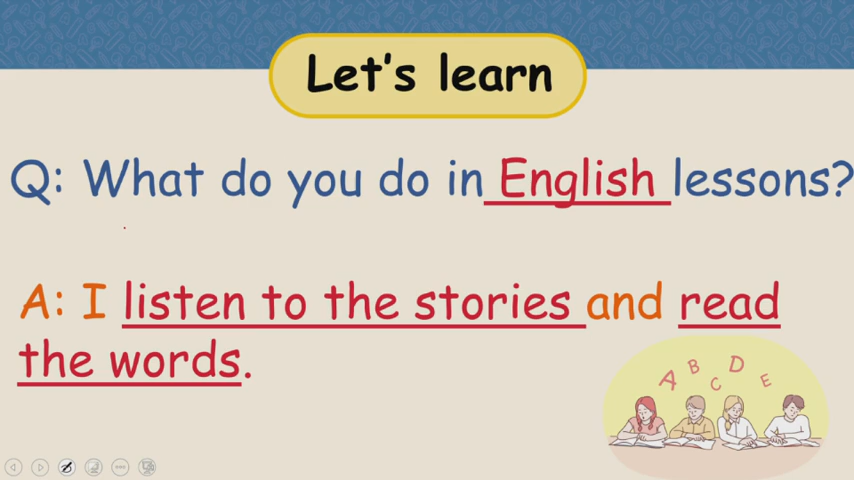 Let's learn
Q: What do you do in English lessons?
A: I listen to the stories and read
the words.
A B C D E